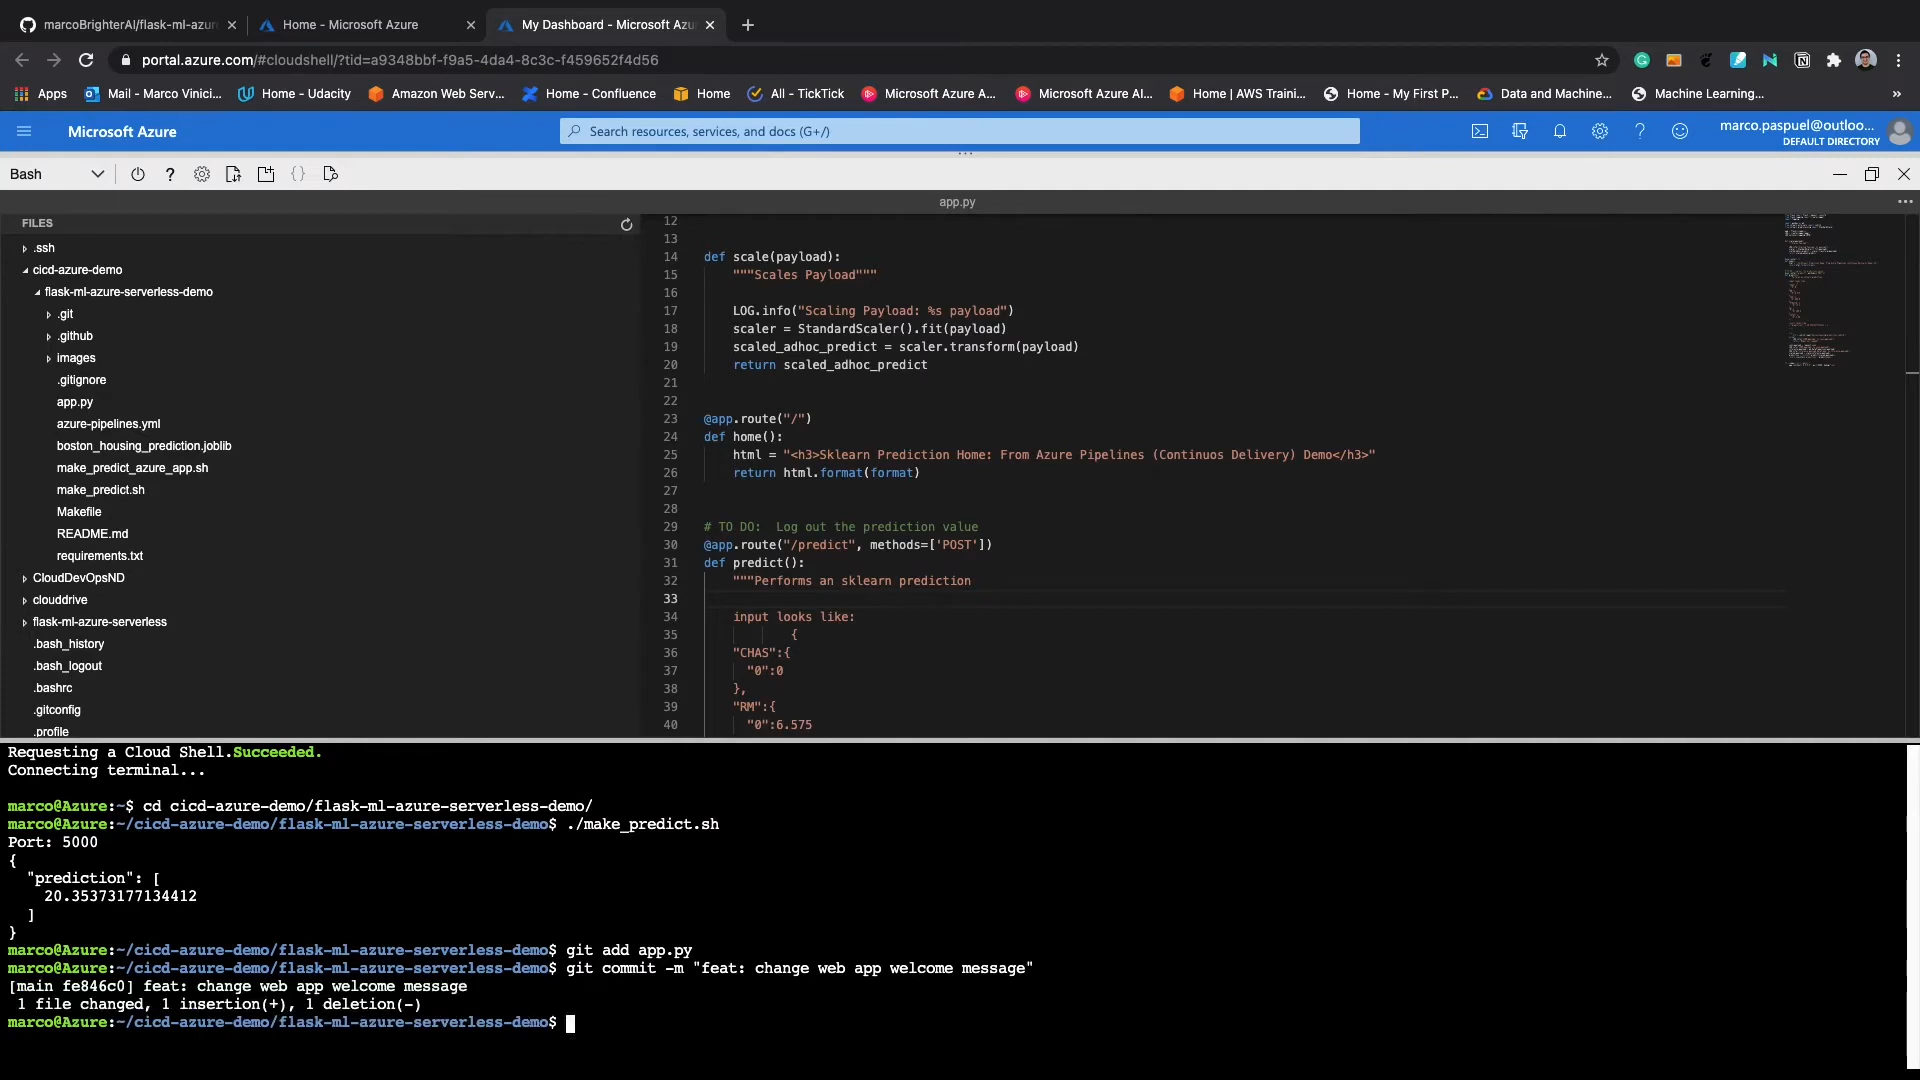 marcoBrighterAI/flask-ml-azur
Home - Microsoft Azure
My Dashboard - Microsoft Azu
portal.azure.com/#cloudshell/?tid=a9348bbf-f9a5-4da4-8c3c-f459652f4d56
Apps
Mail - Marco Vinici...
Home - Udacity
Amazon Web Serv...
Home - Confluence
Home
All - TickTick
Microsoft Azure A...
Microsoft Azure AI...
Home | AWS Traini...
Home - My First P...
Data and Machine...
Machine Learning...
»
Microsoft Azure
Search resources, services, and docs (G+/)
marco.paspuel@outloo...
DEFAULT DIRECTORY
Bash
app.py
FILES
.ssh
cicd-azure-demo
flask-ml-azure-serverless-demo
.git
.github
images
.gitignore
app.py
azure-pipelines.yml
boston_housing_prediction.joblib
make_predict_azure_app.sh
make_predict.sh
Makefile
README.md
requirements.txt
CloudDevOpsND
clouddrive
flask-ml-azure-serverless
.bash_history
.bash_logout
.bashrc
.gitconfig
.profile
12
13
14 def scale(payload):
15 """Scales Payload"""
16
17 LOG.info("Scaling Payload: %s payload")
18 scaler = StandardScaler().fit(payload)
19 scaled_adhoc_predict = scaler.transform(payload)
20 return scaled_adhoc_predict
21
22
23 @app.route("/")
24 def home():
25 html = "<h3>Sklearn Prediction Home: From Azure Pipelines (Continuos Delivery) Demo</h3>"
26 return html.format(format)
27
28
29 # TO DO:  Log out the prediction value
30 @app.route("/predict", methods=['POST'])
31 def predict():
32 """Performs an sklearn prediction
33
34 input looks like:
35 {
36 "CHAS":{
37 "0":0
38 },
39 "RM":{
40 "0":6.575
Requesting a Cloud Shell.Succeeded.
Connecting terminal...
marco@Azure:~$ cd cicd-azure-demo/flask-ml-azure-serverless-demo/
marco@Azure:~/cicd-azure-demo/flask-ml-azure-serverless-demo$ ./make_predict.sh
Port: 5000
{
"prediction": [
20.35373177134412
]
}
marco@Azure:~/cicd-azure-demo/flask-ml-azure-serverless-demo$ git add app.py
marco@Azure:~/cicd-azure-demo/flask-ml-azure-serverless-demo$ git commit -m "feat: change web app welcome message"
[main fe846c0] feat: change web app welcome message
1 file changed, 1 insertion(+), 1 deletion(-)
marco@Azure:~/cicd-azure-demo/flask-ml-azure-serverless-demo$